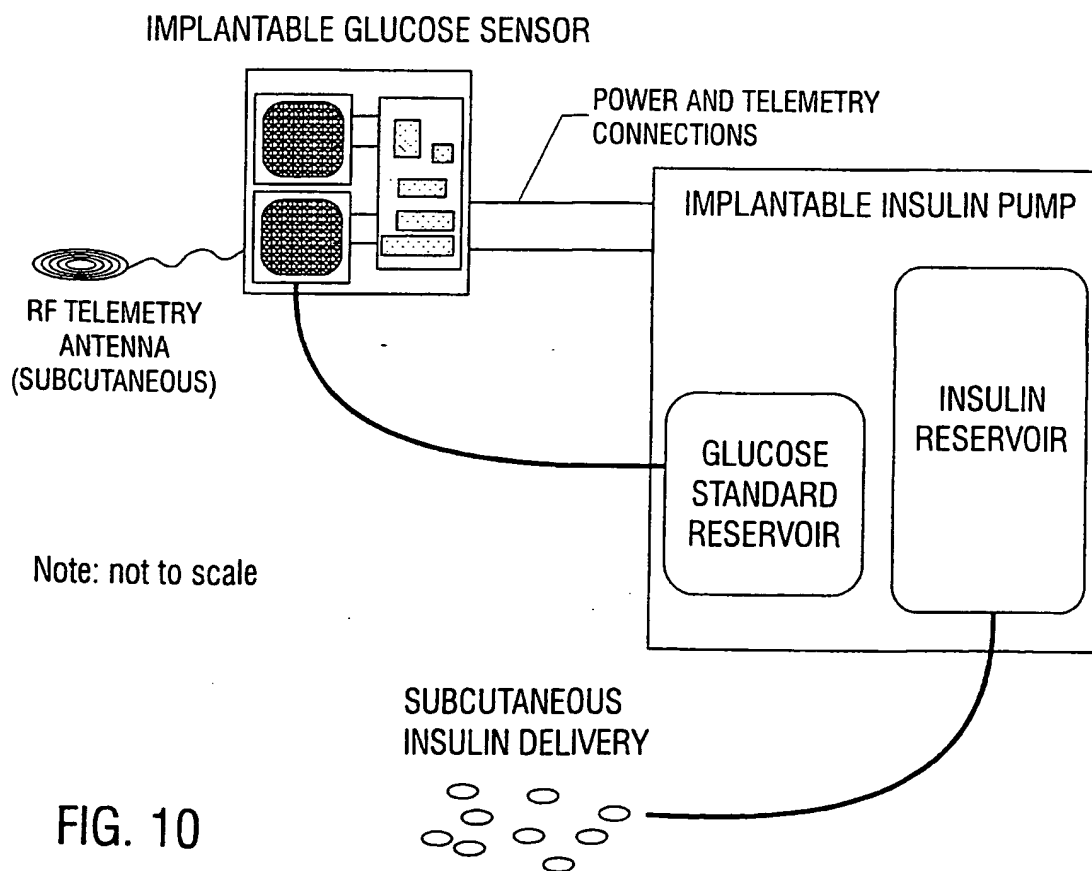 IMPLANTABLE GLUCOSE SENSOR
POWER AND TELEMETRY
CONNECTIONS
IMPLANTABLE INSULIN PUMP
RF TELEMETRY
ANTENNA
(SUBCUTANEOUS)
INSULIN
RESERVOIR
GLUCOSE
STANDARD
RESERVOIR
Note: not to scale
SUBCUTANEOUS
INSULIN DELIVERY
FIG. 10